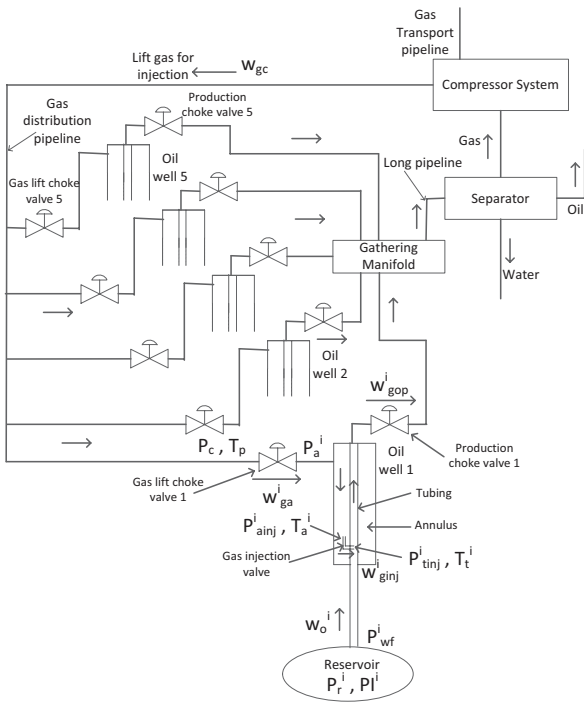 Gas
Transport
pipeline
Lift gas for
injection
w_gc
Compressor System
Gas
distribution
pipeline
Production
choke valve 5
Gas
Long pipeline
Oil
well 5
Gas lift choke
valve 5
Separator
Oil
Gathering
Manifold
Water
Oil
well 2
w^i_gop
P_c , T_p
P_a^i
Oil
well 1
Production
choke valve 1
Gas lift choke
valve 1
w^i_ga
Tubing
P^i_ainj , T_a^i
Annulus
Gas injection
valve
P^i_tinj , T_t^i
w^i_ginj
w_o^i
P^i_wf
Reservoir
P_r^i , PI^i